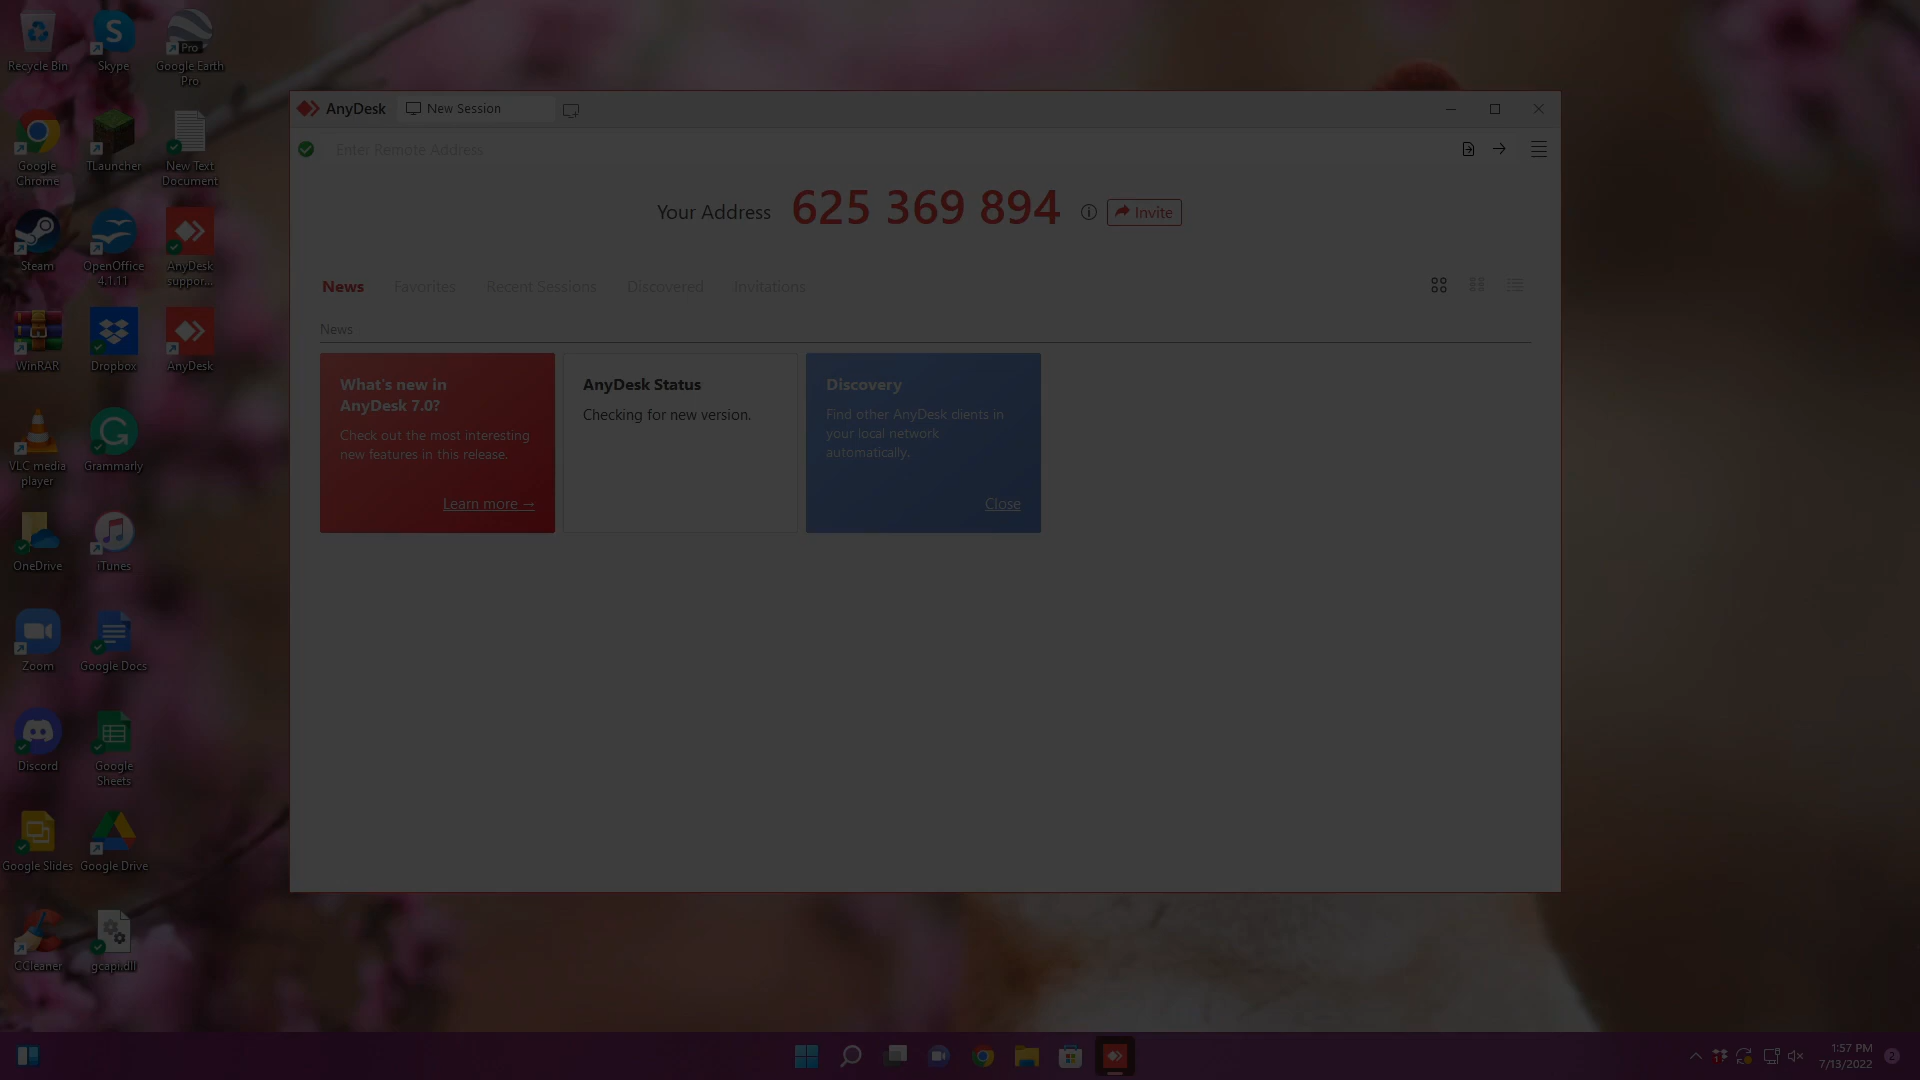 Recycle Bin
Skype
Pro
Google Earth
Pro
Google
Chrome
TLauncher
New Text
Document
Steam
OpenOffice
4.1.11
AnyDesk
suppor...
WinRAR
Dropbox
AnyDesk
VLC media
player
Grammarly
OneDrive
iTunes
Zoom
Google Docs
Discord
Google
Sheets
Google Slides
Google Drive
CCleaner
gcapi.dll
AnyDesk
New Session
Enter Remote Address
Your Address
625 369 894
Invite
News
Favorites
Recent Sessions
Discovered
Invitations
News
What's new in
AnyDesk 7.0?
Check out the most interesting
new features in this release.
Learn more →
AnyDesk Status
Checking for new version.
Discovery
Find other AnyDesk clients in
your local network
automatically.
Close
1:57 PM
7/13/2022
2